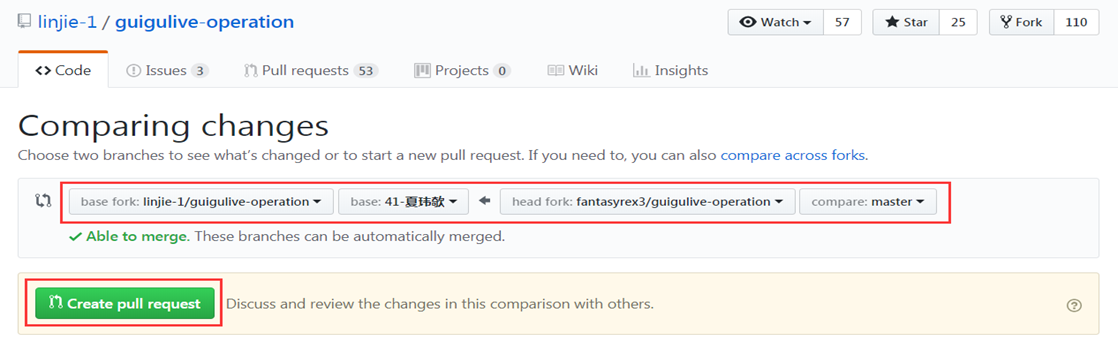 linjie-1 / guigulive-operation Watch 57 Star 25 Fork 110
Code Issues 3 Pull requests 53 Projects 0 Wiki Insights
Comparing changes
Choose two branches to see what's changed or to start a new pull request. If you need to, you can also compare across forks.
base fork: linjie-1/guigulive-operation base: 41-夏玮欹 head fork: fantasyrex3/guigulive-operation compare: master
Able to merge. These branches can be automatically merged.
Create pull request Discuss and review the changes in this comparison with others.